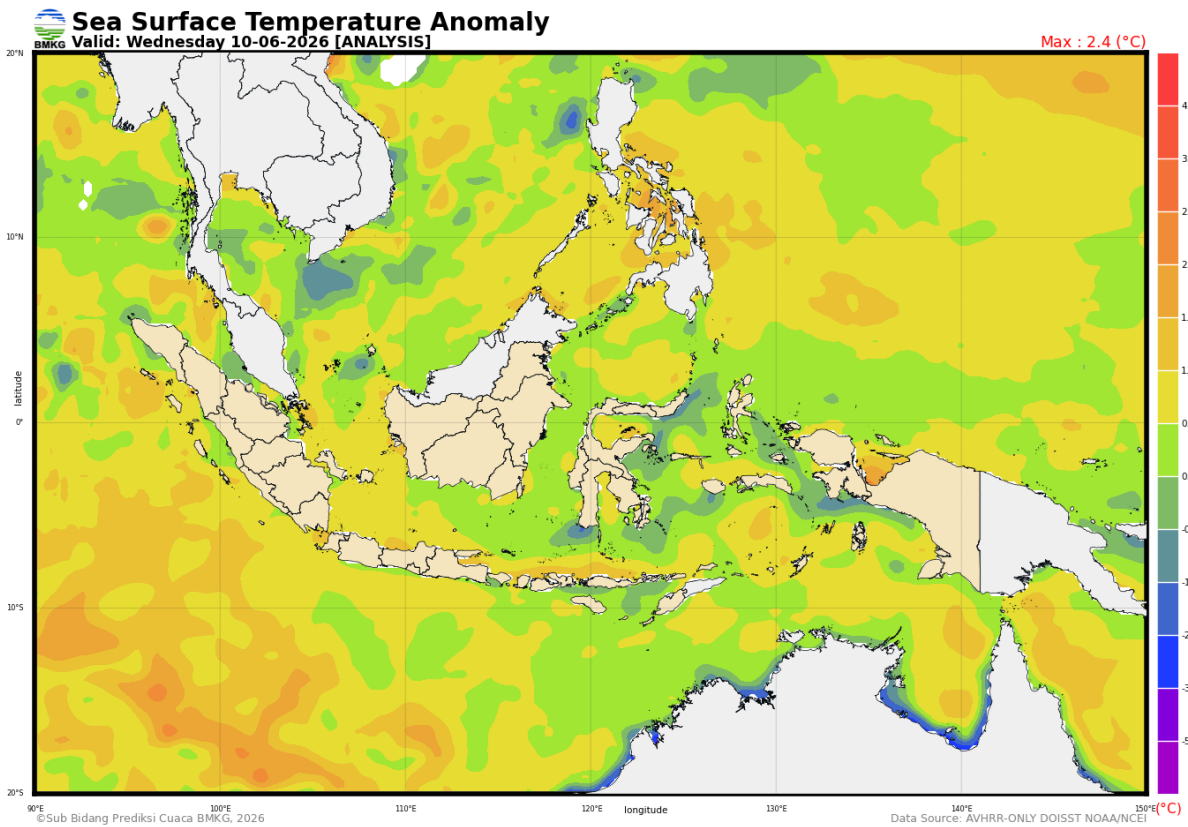 Sea Surface Temperature Anomaly
BMKG
Valid: Wednesday 10-06-2026 [ANALYSIS]
Max : 2.4 (°C)
20°N
10°N
0°
10°S
20°S
latitude
90°E
100°E
110°E
120°E
130°E
140°E
150°E
longitude
(°C)
©Sub Bidang Prediksi Cuaca BMKG, 2026
Data Source: AVHRR-ONLY DOISST NOAA/NCEI